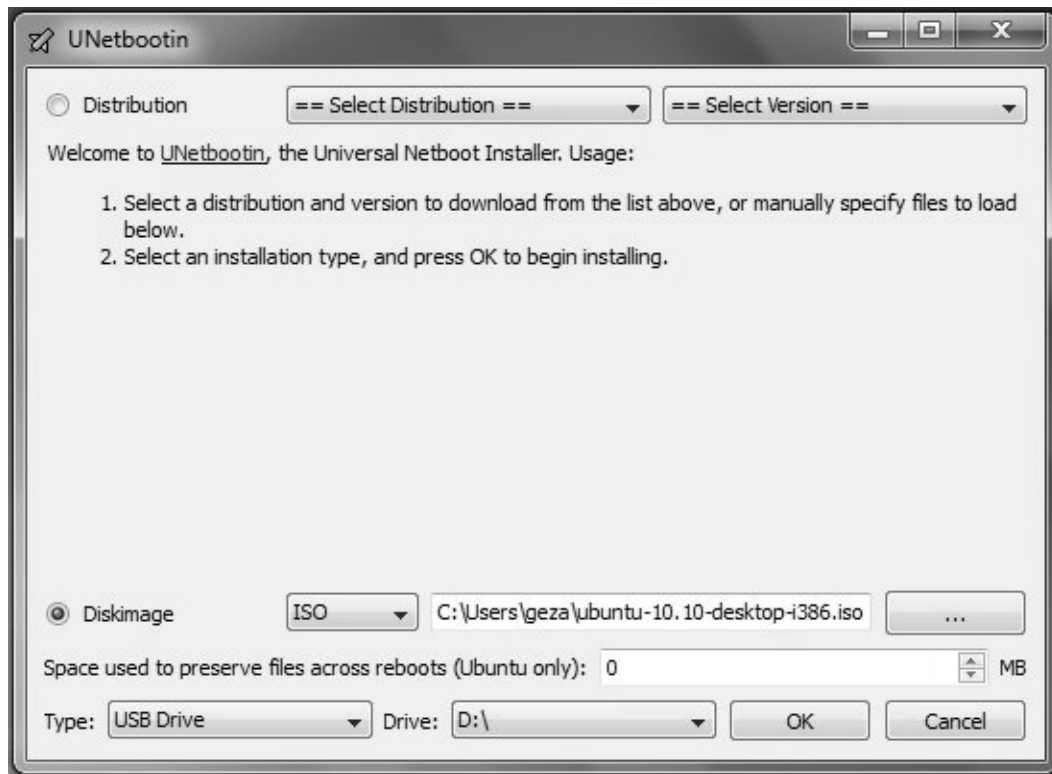 UNetbootin
Distribution == Select Distribution == == Select Version ==
Welcome to UNetbootin, the Universal Netboot Installer. Usage:
1. Select a distribution and version to download from the list above, or manually specify files to load
below.
2. Select an installation type, and press OK to begin installing.
Diskimage ISO C:\Users\geza\ubuntu-10.10-desktop-i386.iso ...
Space used to preserve files across reboots (Ubuntu only): 0 MB
Type: USB Drive Drive: D:\ OK Cancel